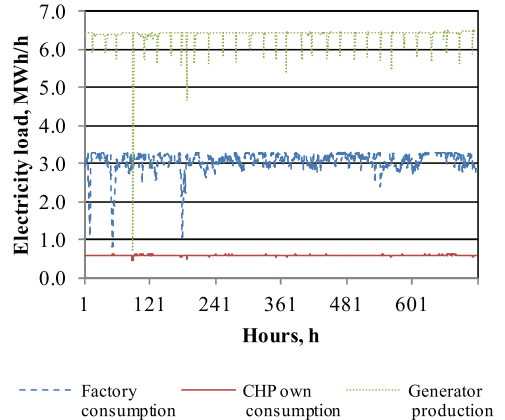 7.0
6.0
5.0
4.0
3.0
2.0
1.0
0.0
Electricity load, MWh/h
1 121 241 361 481 601
Hours, h
Factory consumption
CHP own consumption
Generator production